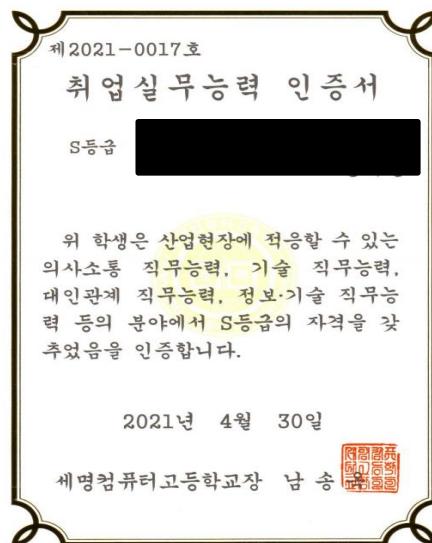 제2021-0017호
취업실무능력 인증서
S등급
위 학생은 산업현장에 적응할 수 있는
의사소통 직무능력, 기술 직무능력,
대인관계 직무능력, 정보·기술 직무능
력 등의 분야에서 S등급의 자격을 갖
추었음을 인증합니다.
2021년 4월 30일
세명컴퓨터고등학교장 남 송